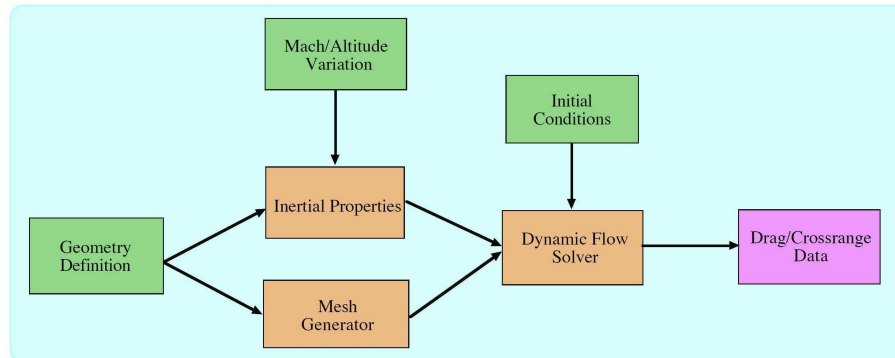 Mach/Altitude
Variation
Initial
Conditions
Inertial Properties
Geometry
Definition
Dynamic Flow
Solver
Drag/Crossrange
Data
Mesh
Generator